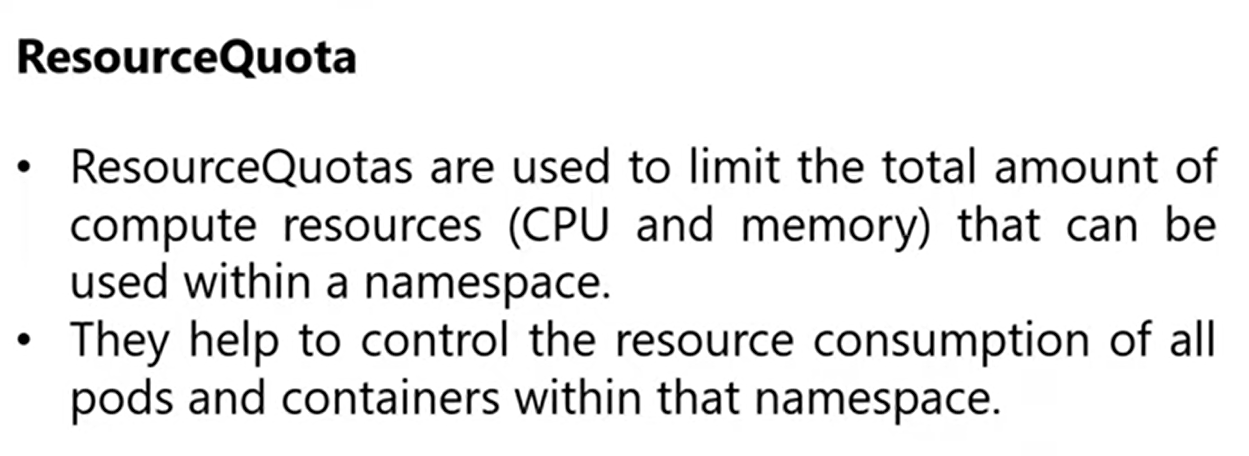 ResourceQuota
• ResourceQuotas are used to limit the total amount of
compute resources (CPU and memory) that can be
used within a namespace.
• They help to control the resource consumption of all
pods and containers within that namespace.